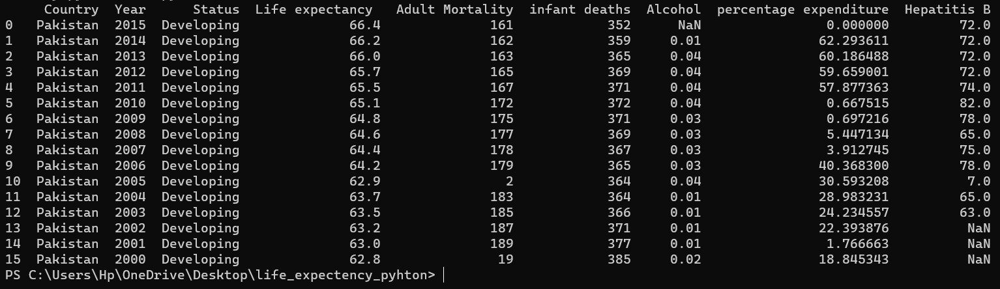 Country Year Status Life expectancy Adult Mortality infant deaths Alcohol percentage expenditure Hepatitis B
0 Pakistan 2015 Developing 66.4 161 352 NaN 0.000000 72.0
1 Pakistan 2014 Developing 66.2 162 359 0.01 62.293611 72.0
2 Pakistan 2013 Developing 66.0 163 365 0.04 60.186488 72.0
3 Pakistan 2012 Developing 65.7 165 369 0.04 59.659001 72.0
4 Pakistan 2011 Developing 65.5 167 371 0.04 57.877363 74.0
5 Pakistan 2010 Developing 65.1 172 372 0.04 0.667515 82.0
6 Pakistan 2009 Developing 64.8 175 371 0.03 0.697216 78.0
7 Pakistan 2008 Developing 64.6 177 369 0.03 5.447134 65.0
8 Pakistan 2007 Developing 64.4 178 367 0.03 3.912745 75.0
9 Pakistan 2006 Developing 64.2 179 365 0.03 40.368300 78.0
10 Pakistan 2005 Developing 62.9 2 364 0.04 30.593208 7.0
11 Pakistan 2004 Developing 63.7 183 364 0.01 28.983231 65.0
12 Pakistan 2003 Developing 63.5 185 366 0.01 24.234557 63.0
13 Pakistan 2002 Developing 63.2 187 371 0.01 22.393876 NaN
14 Pakistan 2001 Developing 63.0 189 377 0.01 1.766663 NaN
15 Pakistan 2000 Developing 62.8 19 385 0.02 18.845343 NaN
PS C:\Users\Hp\OneDrive\Desktop\life_expectency_pyhton>